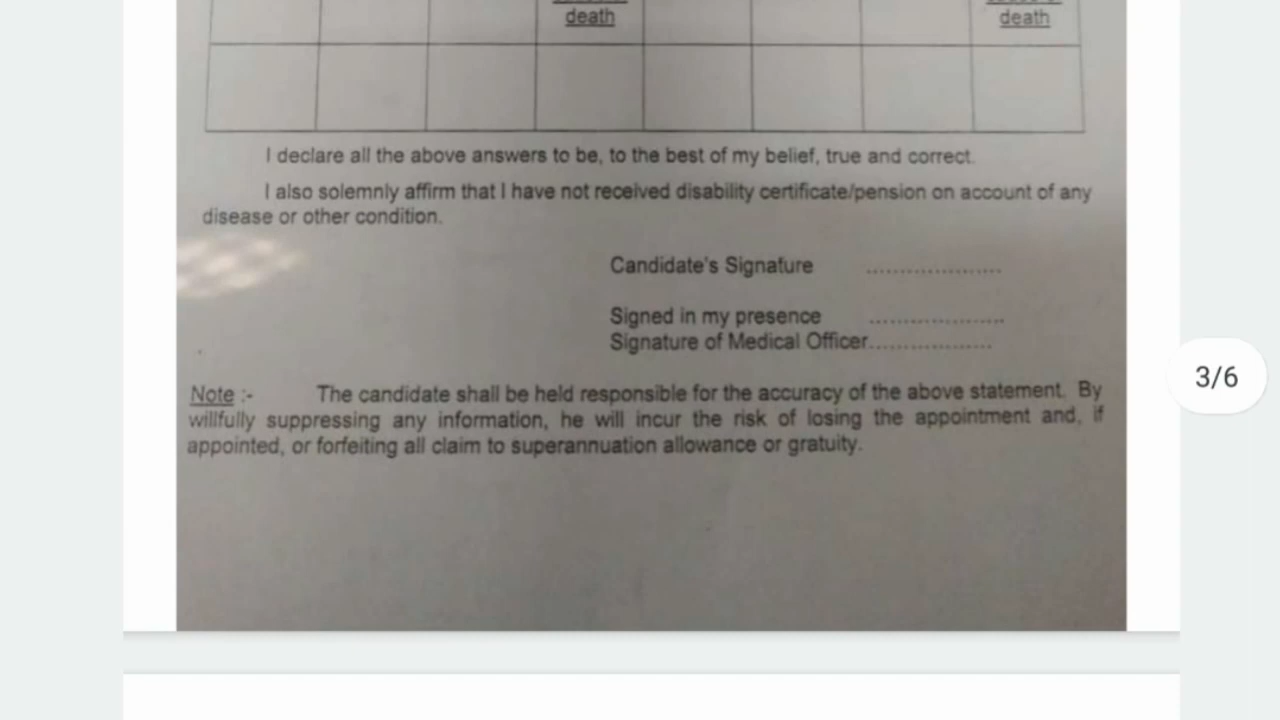 death
death
I declare all the above answers to be, to the best of my belief, true and correct.
I also solemnly affirm that I have not received disability certificate/pension on account of any
disease or other condition.
Candidate's Signature ....................
Signed in my presence ....................
Signature of Medical Officer..................
Note :- The candidate shall be held responsible for the accuracy of the above statement. By
willfully suppressing any information, he will incur the risk of losing the appointment and, if
appointed, or forfeiting all claim to superannuation allowance or gratuity.
3/6